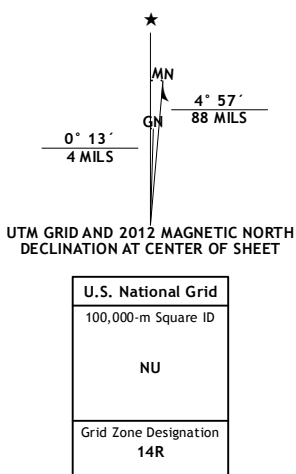 ★
MN
GN
4° 57´
88 MILS
0° 13´
4 MILS
UTM GRID AND 2012 MAGNETIC NORTH
DECLINATION AT CENTER OF SHEET
U.S. National Grid
100,000-m Square ID
NU
Grid Zone Designation
14R